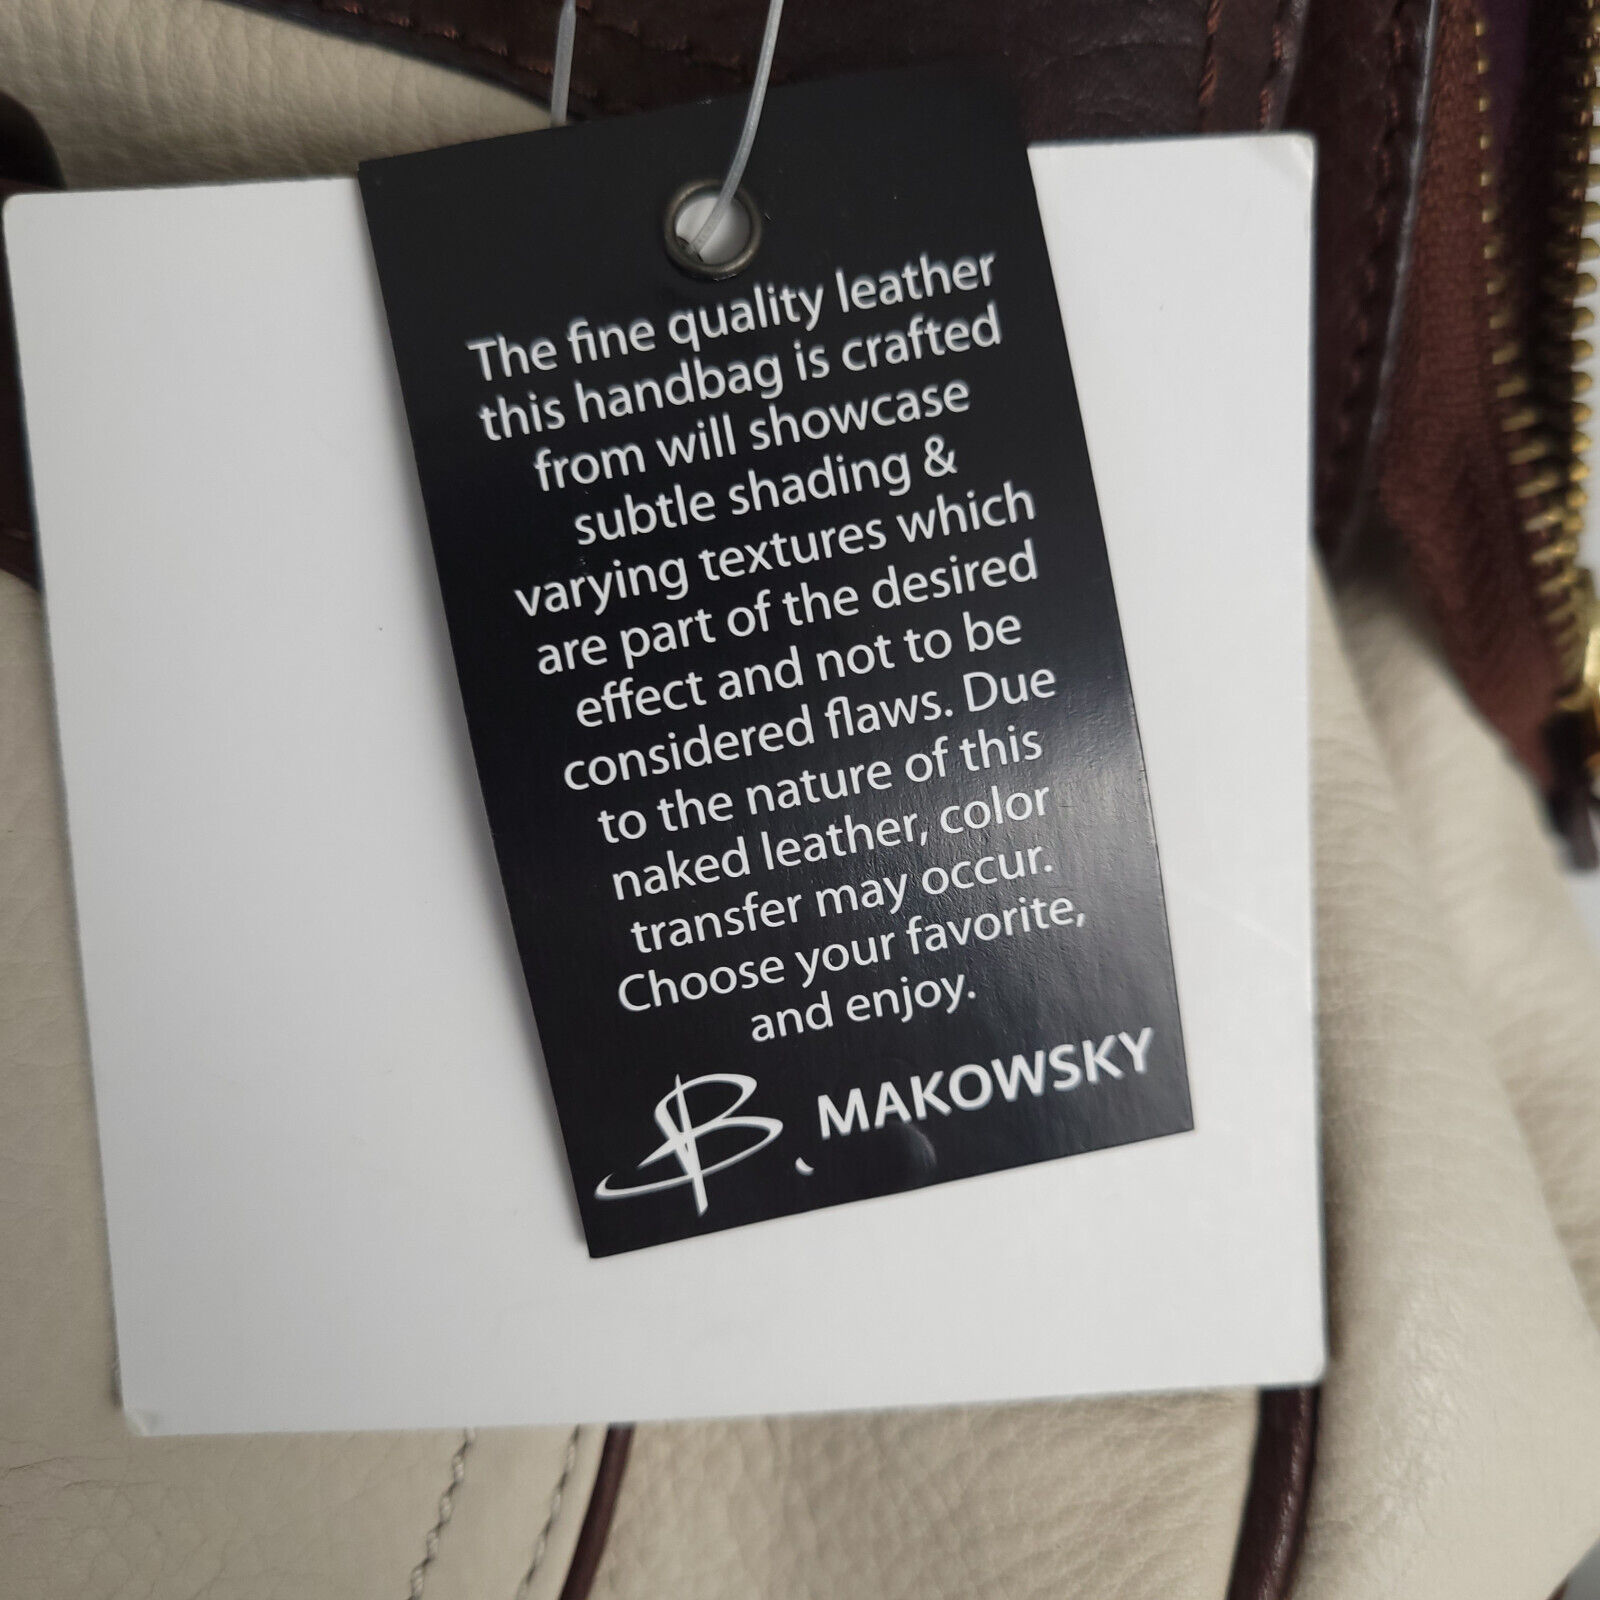 The fine quality leather
this handbag is crafted
from will showcase
subtle shading &
varying textures which
are part of the desired
effect and not to be
considered flaws. Due
to the nature of this
naked leather, color
transfer may occur.
Choose your favorite,
and enjoy.
B. MAKOWSKY